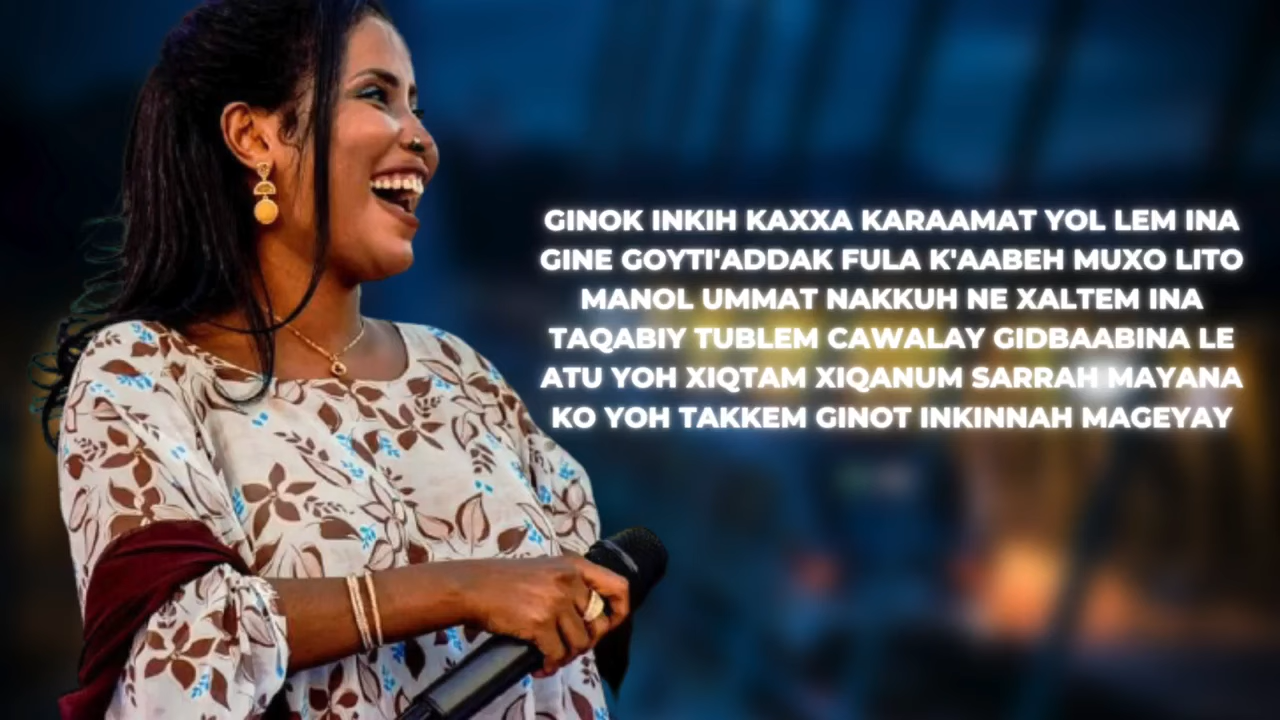 GINOK INKIH KAXXA KARAAMAT YOL LEM INA
GINE GOYTI'ADDAK FULA K'AABEH MUXO LITO
MANOL UMMAT NAKKUH NE XALTEM INA
TAQABIY TUBLEM CAWALAY GIDBAABINA LE
ATU YOH XIQTAM XIQANUM SARRAH MAYANA
KO YOH TAKKEM GINOT INKINNAH MAGEYAY